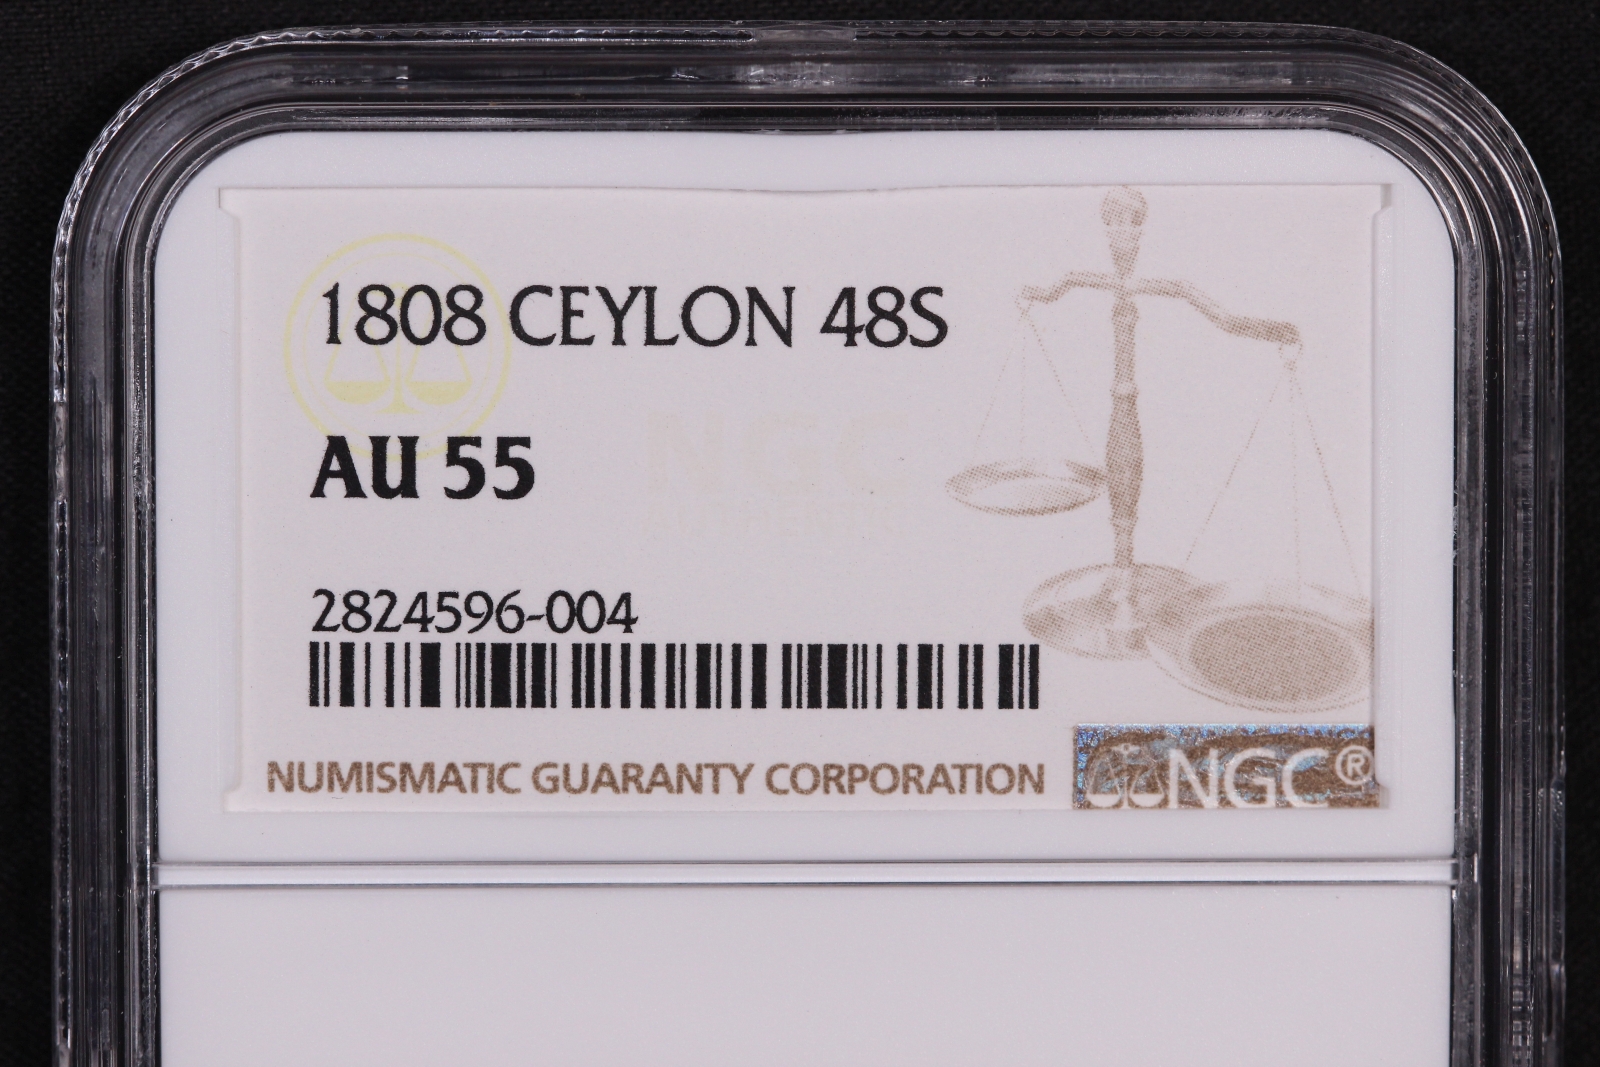 1808 CEYLON 48S
AU 55
2824596-004
NUMISMATIC GUARANTY CORPORATION
NGC®